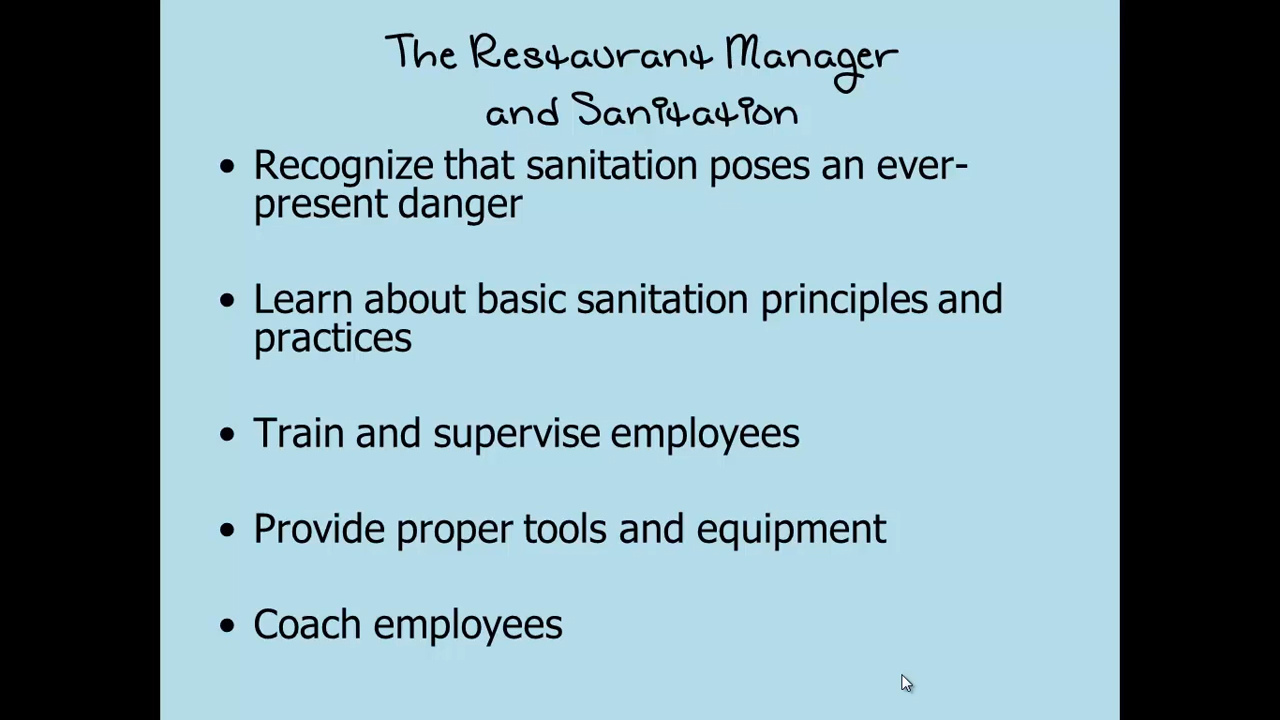 The Restaurant Manager
and Sanitation
• Recognize that sanitation poses an ever-
present danger
• Learn about basic sanitation principles and
practices
• Train and supervise employees
• Provide proper tools and equipment
• Coach employees